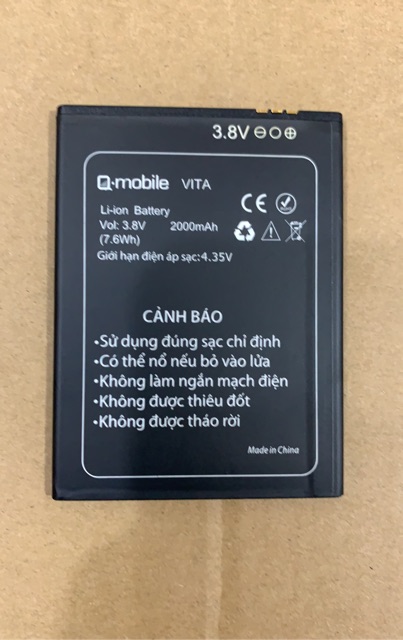 3.8V
Q-mobile VITA
Li-ion Battery
Vol: 3.8V 2000mAh
(7.6Wh)
Giới hạn điện áp sạc:4.35V
CẢNH BÁO
•Sử dụng đúng sạc chỉ định
•Có thể nổ nếu bỏ vào lửa
•Không làm ngắn mạch điện
•Không được thiêu đốt
•Không được tháo rời
Made in China